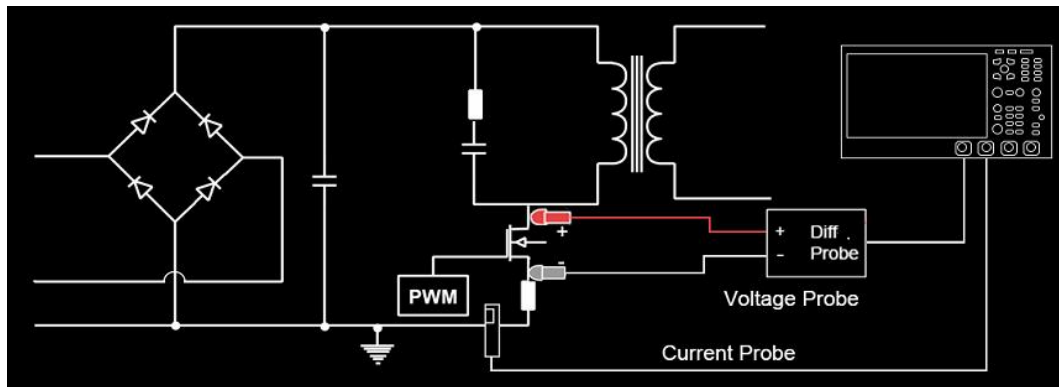 +
-
+ Diff .
- Probe
PWM
Voltage Probe
Current Probe